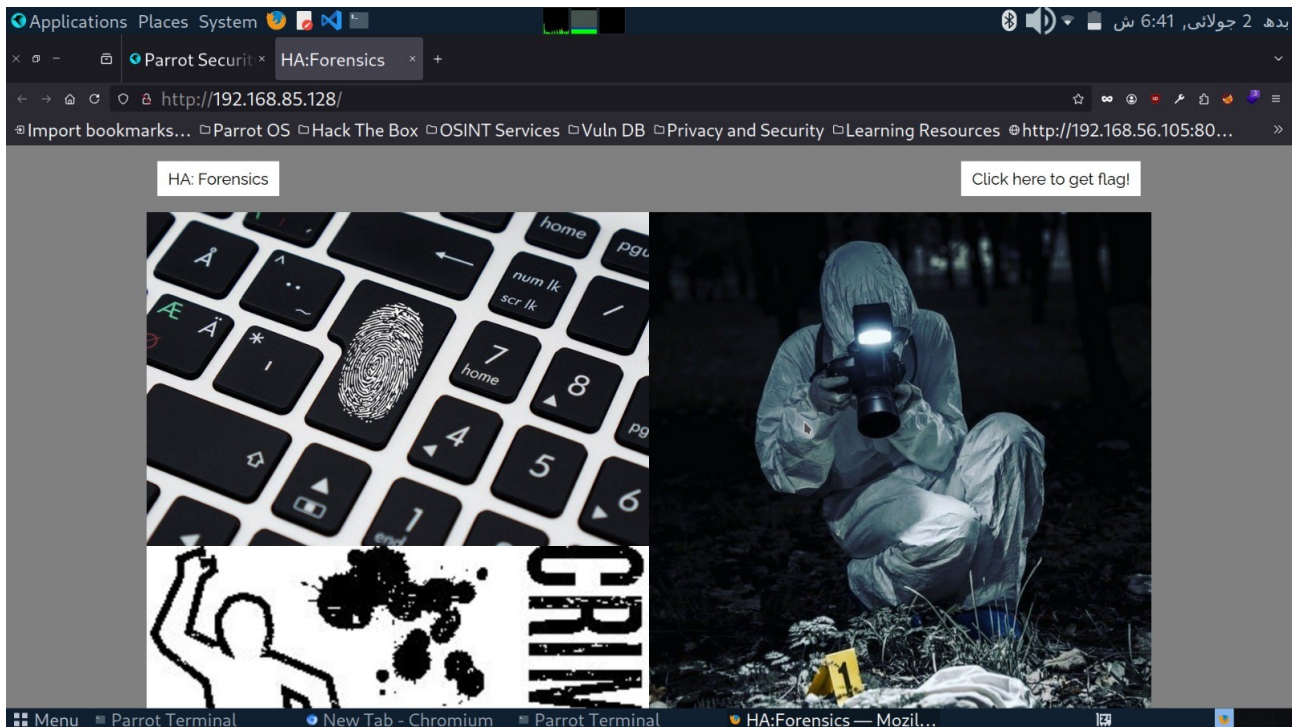 Applications Places System
بدھ 2 جولائی, 6:41 ش
Parrot Securit
HA:Forensics
http://192.168.85.128/
Import bookmarks... Parrot OS Hack The Box OSINT Services Vuln DB Privacy and Security Learning Resources http://192.168.56.105:80...
HA: Forensics
Click here to get flag!
home
pgu
num lk
scr lk
Å
Æ
Ä
7
home
8
4
5
6
pg
1
end
CRIM
1
Menu Parrot Terminal New Tab - Chromium Parrot Terminal HA:Forensics — Mozil...